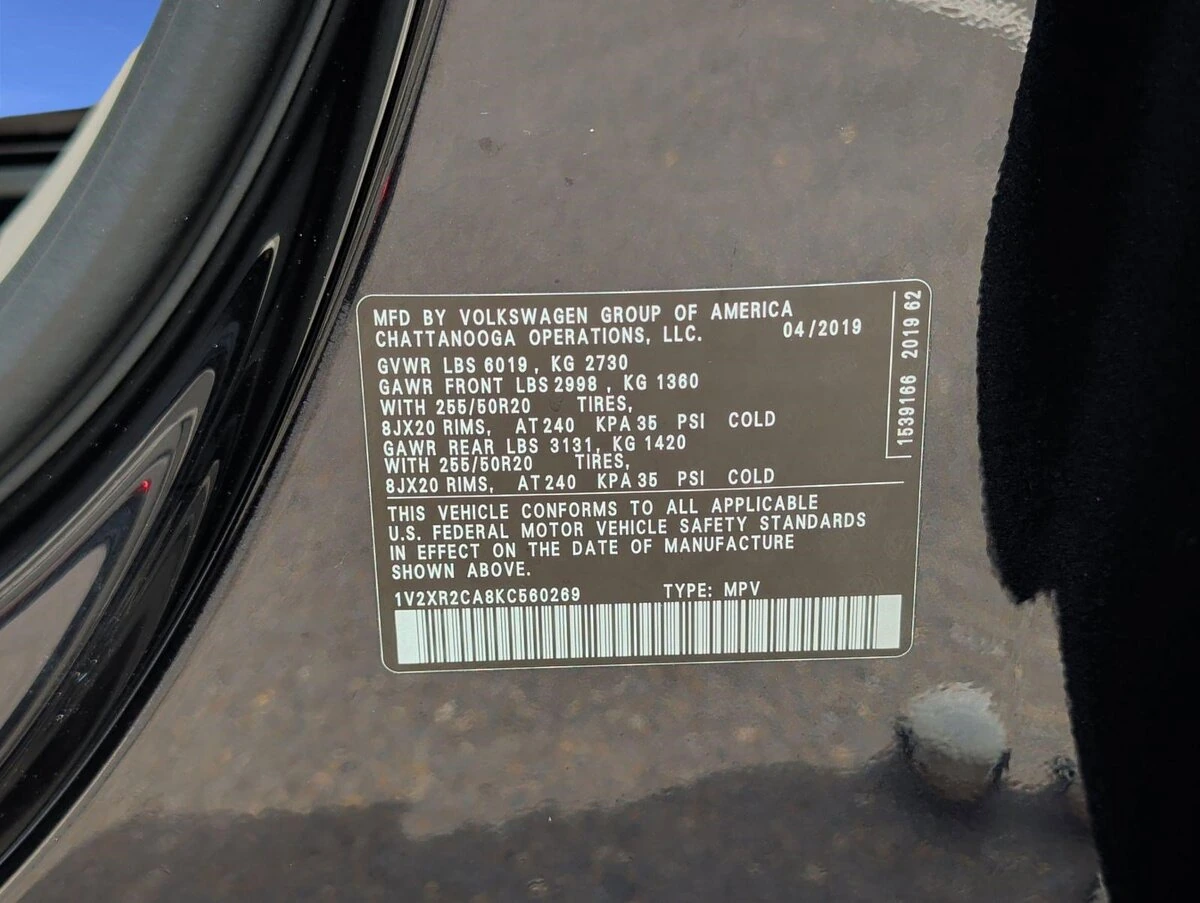 MFD BY VOLKSWAGEN GROUP OF AMERICA
CHATTANOOGA OPERATIONS, LLC. 04/2019
GVWR LBS 6019 , KG 2730
GAWR FRONT LBS 2998 , KG 1360
WITH 255/50R20 TIRES,
8JX20 RIMS, AT 240 KPA 35 PSI COLD
GAWR REAR LBS 3131, KG 1420
WITH 255/50R20 TIRES,
8JX20 RIMS, AT 240 KPA 35 PSI COLD
THIS VEHICLE CONFORMS TO ALL APPLICABLE
U.S. FEDERAL MOTOR VEHICLE SAFETY STANDARDS
IN EFFECT ON THE DATE OF MANUFACTURE
SHOWN ABOVE.
1V2XR2CA8KC560269 TYPE: MPV
1539166 2019 62